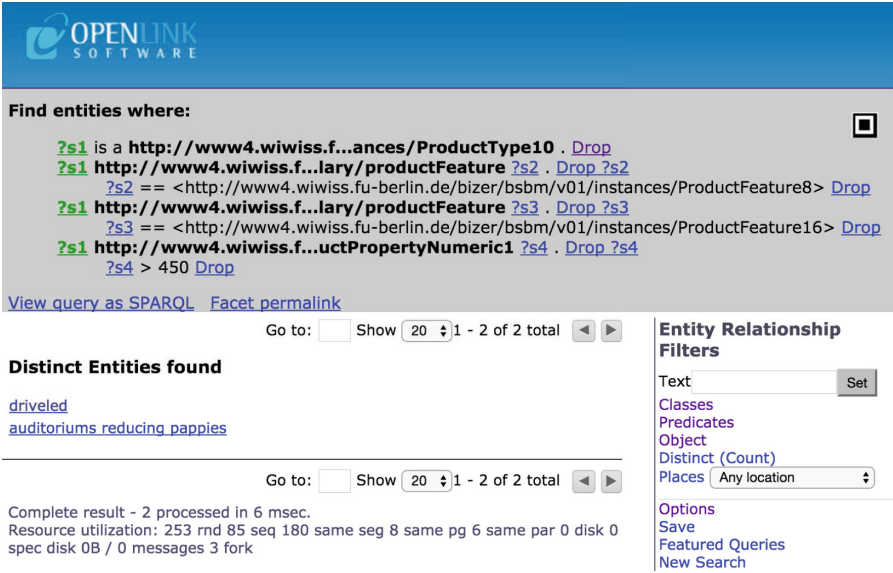 OPENLINK
SOFTWARE
Find entities where:
?s1 is a http://www4.wiwiss.f...ances/ProductType10 . Drop
?s1 http://www4.wiwiss.f...lary/productFeature ?s2 . Drop ?s2
?s2 == <http://www4.wiwiss.fu-berlin.de/bizer/bsbm/v01/instances/ProductFeature8> Drop
?s1 http://www4.wiwiss.f...lary/productFeature ?s3 . Drop ?s3
?s3 == <http://www4.wiwiss.fu-berlin.de/bizer/bsbm/v01/instances/ProductFeature16> Drop
?s1 http://www4.wiwiss.f...uctPropertyNumeric1 ?s4 . Drop ?s4
?s4 > 450 Drop
View query as SPARQL Facet permalink
Go to: Show 20 1 - 2 of 2 total
Distinct Entities found
driveled
auditoriums reducing pappies
Go to: Show 20 1 - 2 of 2 total
Complete result - 2 processed in 6 msec.
Resource utilization: 253 rnd 85 seq 180 same seg 8 same pg 6 same par 0 disk 0
spec disk 0B / 0 messages 3 fork
Entity Relationship
Filters
Text Set
Classes
Predicates
Object
Distinct (Count)
Places Any location
Options
Save
Featured Queries
New Search